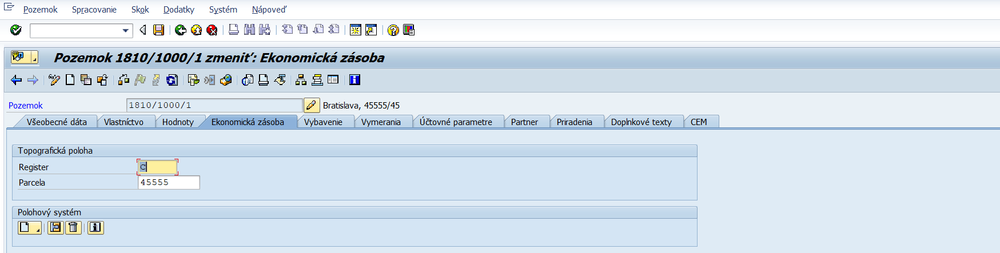 Pozemok Spracovanie Skok Dodatky Systém Nápoveď
Pozemok 1810/1000/1 zmeniť: Ekonomická zásoba
Pozemok 1810/1000/1 Bratislava, 45555/45
Všeobecné dáta Vlastníctvo Hodnoty Ekonomická zásoba Vybavenie Vymerania Účtovné parametre Partner Priradenia Doplnkové texty CEM
Topografická poloha
Register C
Parcela 45555
Polohový systém